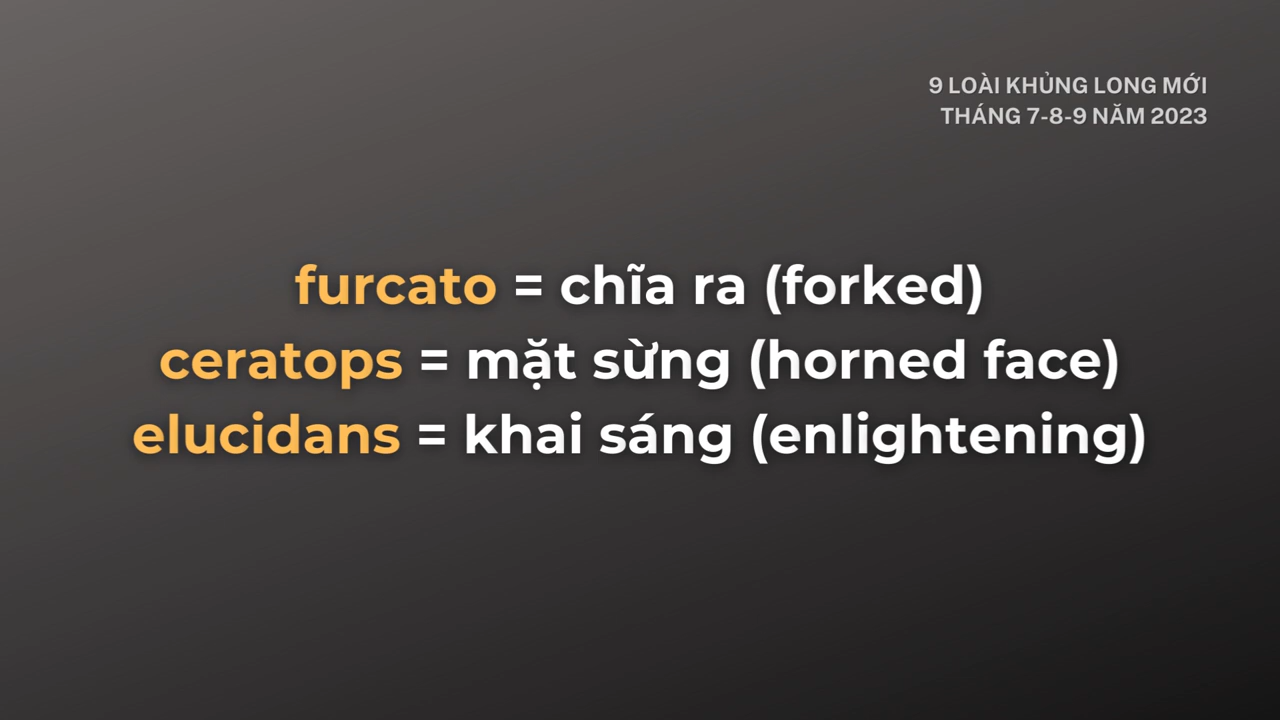 9 LOÀI KHỦNG LONG MỚI
THÁNG 7-8-9 NĂM 2023
furcato = chĩa ra (forked)
ceratops = mặt sừng (horned face)
elucidans = khai sáng (enlightening)